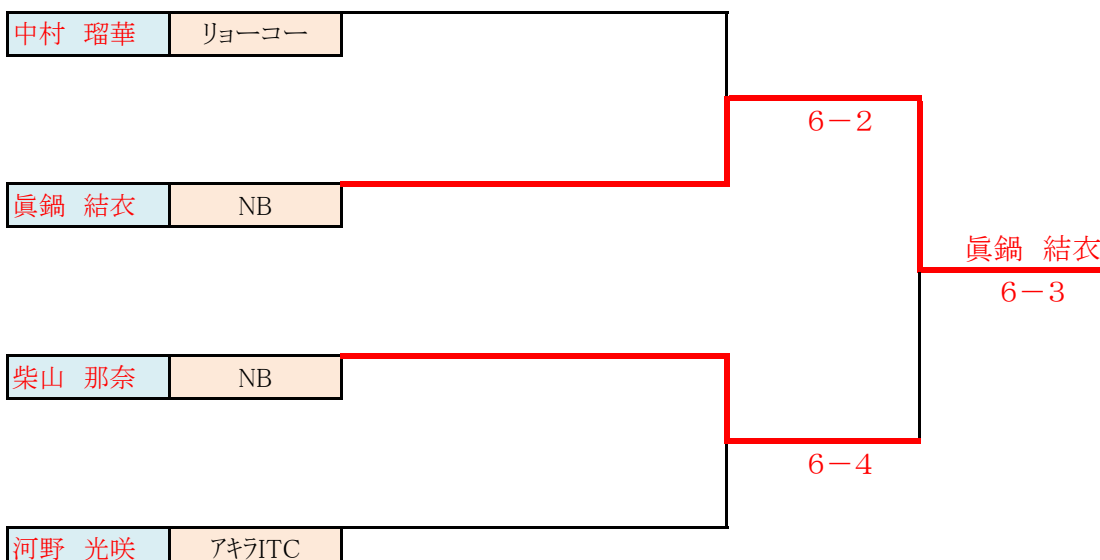 中村　瑠華　リョーコー
6－2
眞鍋　結衣　NB
眞鍋　結衣
6－3
柴山　那奈　NB
6－4
河野　光咲　アキラITC